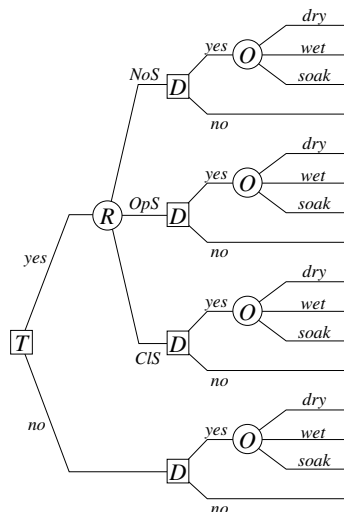 dry
yes O wet
NoS soak
D
no
dry
yes O wet
OpS soak
R D
no
yes
dry
yes O wet
soak
T D
ClS
no
dry
no yes O wet
soak
D
no